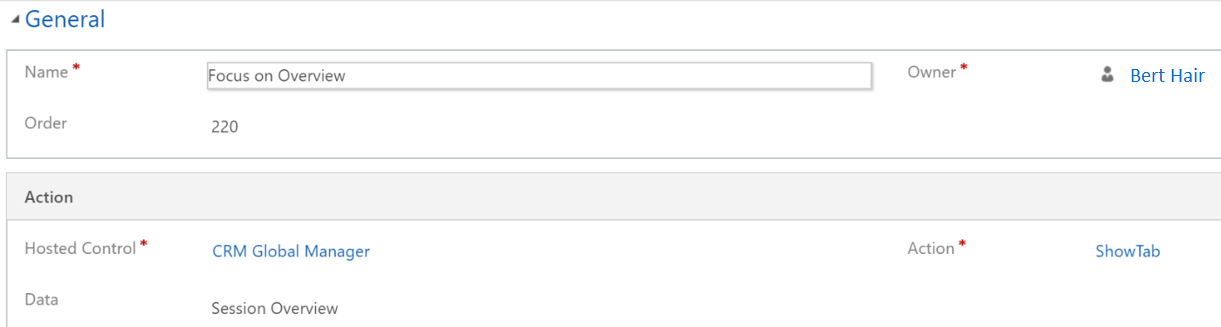 General
Name * Focus on Overview Owner * Bert Hair
Order 220
Action
Hosted Control * CRM Global Manager Action * ShowTab
Data Session Overview